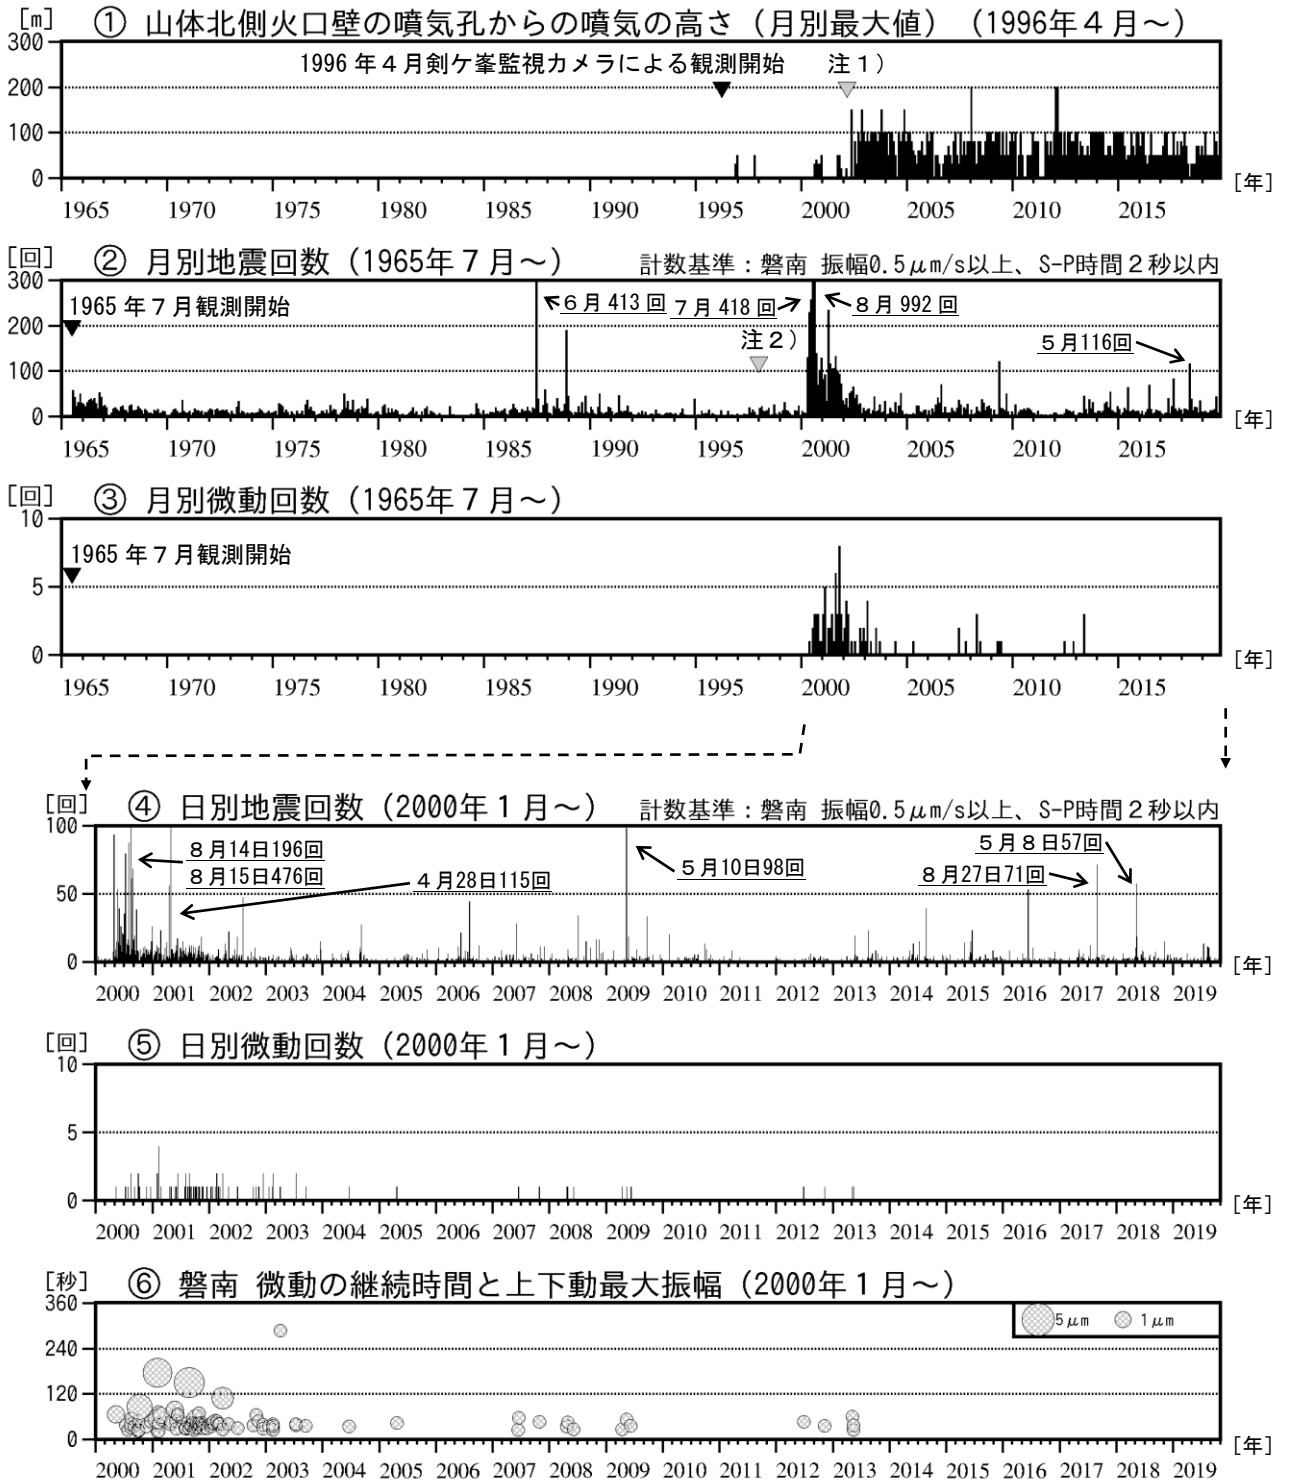 [m] ① 山体北側火口壁の噴気孔からの噴気の高さ（月別最大値）（1996年４月～）
300
1996 年４月剣ケ峯監視カメラによる観測開始 注１）
200
100
0
[年]
1965 1970 1975 1980 1985 1990 1995 2000 2005 2010 2015
[回] ② 月別地震回数（1965年７月～） 計数基準：磐南 振幅0.5μm/s以上、S-P時間２秒以内
300
1965 年７月観測開始 ６月 413 回 ７月 418 回 ８月 992 回
200
注２） ５月116回
100
0
[年]
1965 1970 1975 1980 1985 1990 1995 2000 2005 2010 2015
[回] ③ 月別微動回数（1965年７月～）
10
1965 年７月観測開始
5
0
[年]
1965 1970 1975 1980 1985 1990 1995 2000 2005 2010 2015
[回] ④ 日別地震回数（2000年１月～） 計数基準：磐南 振幅0.5μm/s以上、S-P時間２秒以内
100
８月14日196回 ５月８日57回
８月15日476回 ４月28日115回 ５月10日98回 ８月27日71回
50
0
[年]
2000 2001 2002 2003 2004 2005 2006 2007 2008 2009 2010 2011 2012 2013 2014 2015 2016 2017 2018 2019
[回] ⑤ 日別微動回数（2000年１月～）
10
5
0
[年]
2000 2001 2002 2003 2004 2005 2006 2007 2008 2009 2010 2011 2012 2013 2014 2015 2016 2017 2018 2019
[秒] ⑥ 磐南 微動の継続時間と上下動最大振幅（2000年１月～）
360
5μm 1μm
240
120
0
[年]
2000 2001 2002 2003 2004 2005 2006 2007 2008 2009 2010 2011 2012 2013 2014 2015 2016 2017 2018 2019